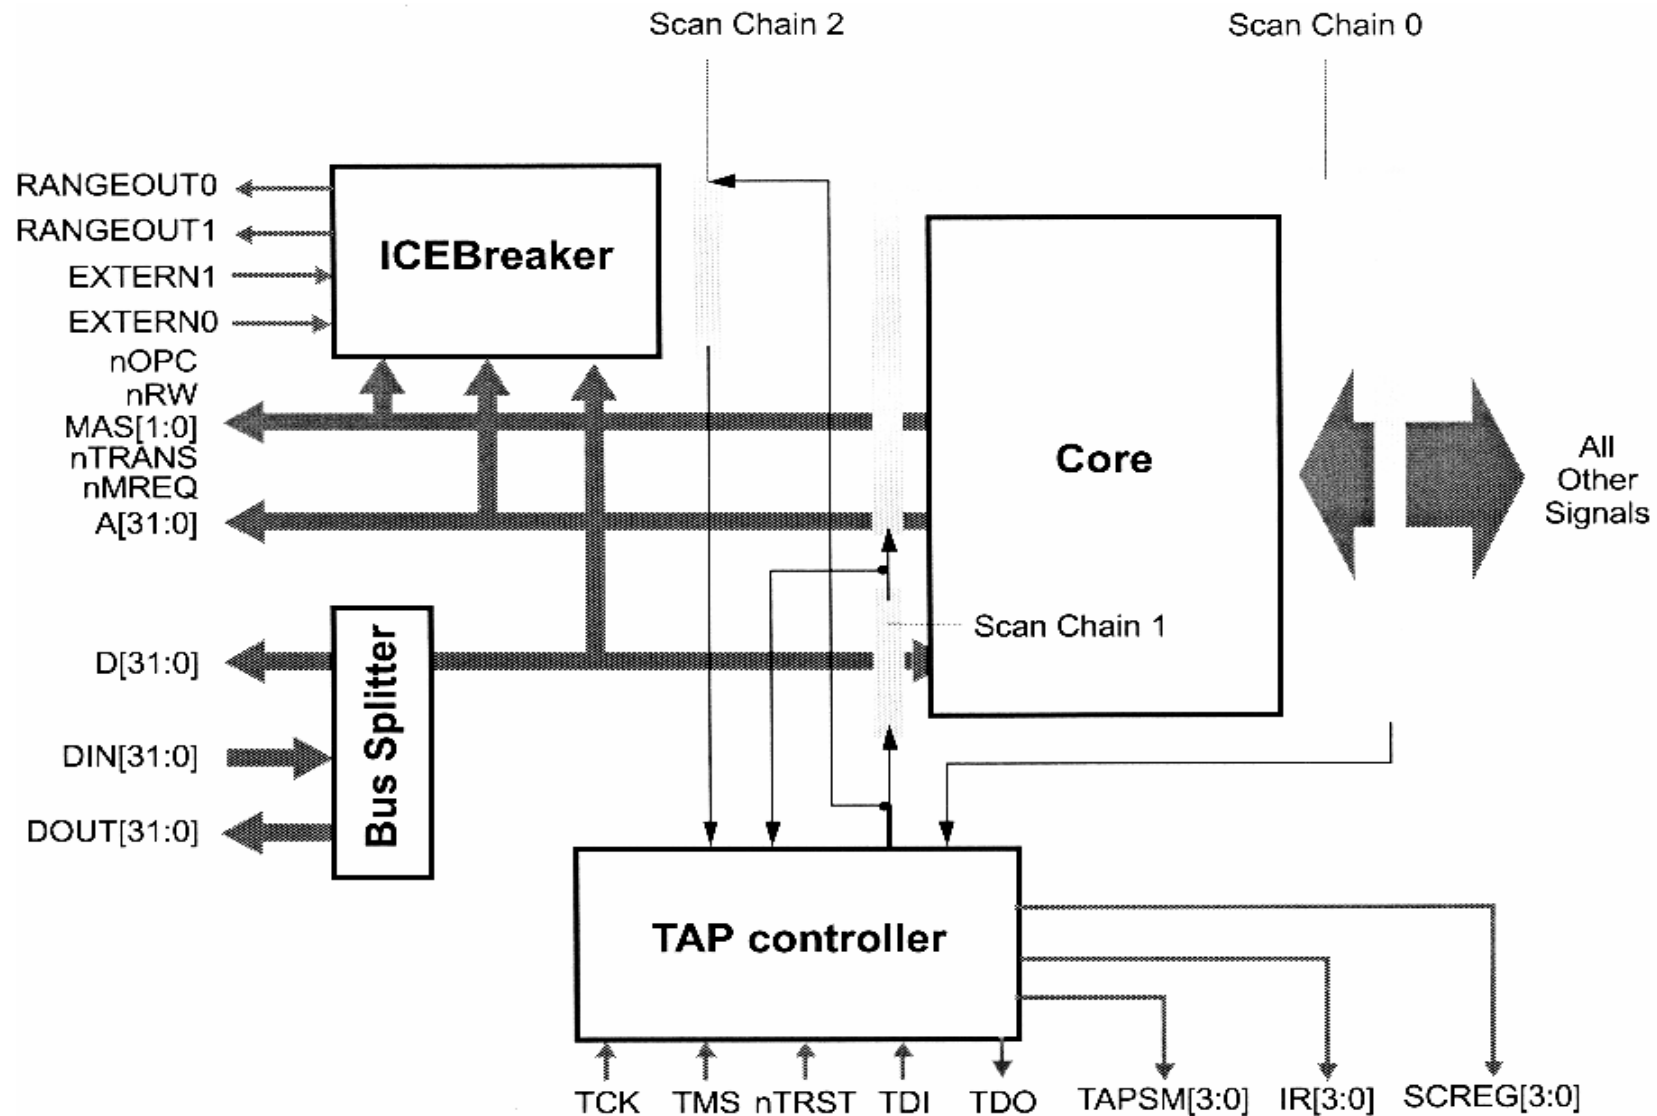 Scan Chain 2
Scan Chain 0
RANGEOUT0
RANGEOUT1
EXTERN1
EXTERN0
nOPC
nRW
MAS[1:0]
nTRANS
nMREQ
A[31:0]
ICEBreaker
Core
All
Other
Signals
Scan Chain 1
D[31:0]
DIN[31:0]
DOUT[31:0]
Bus Splitter
TAP controller
TCK
TMS
nTRST
TDI
TDO
TAPSM[3:0]
IR[3:0]
SCREG[3:0]